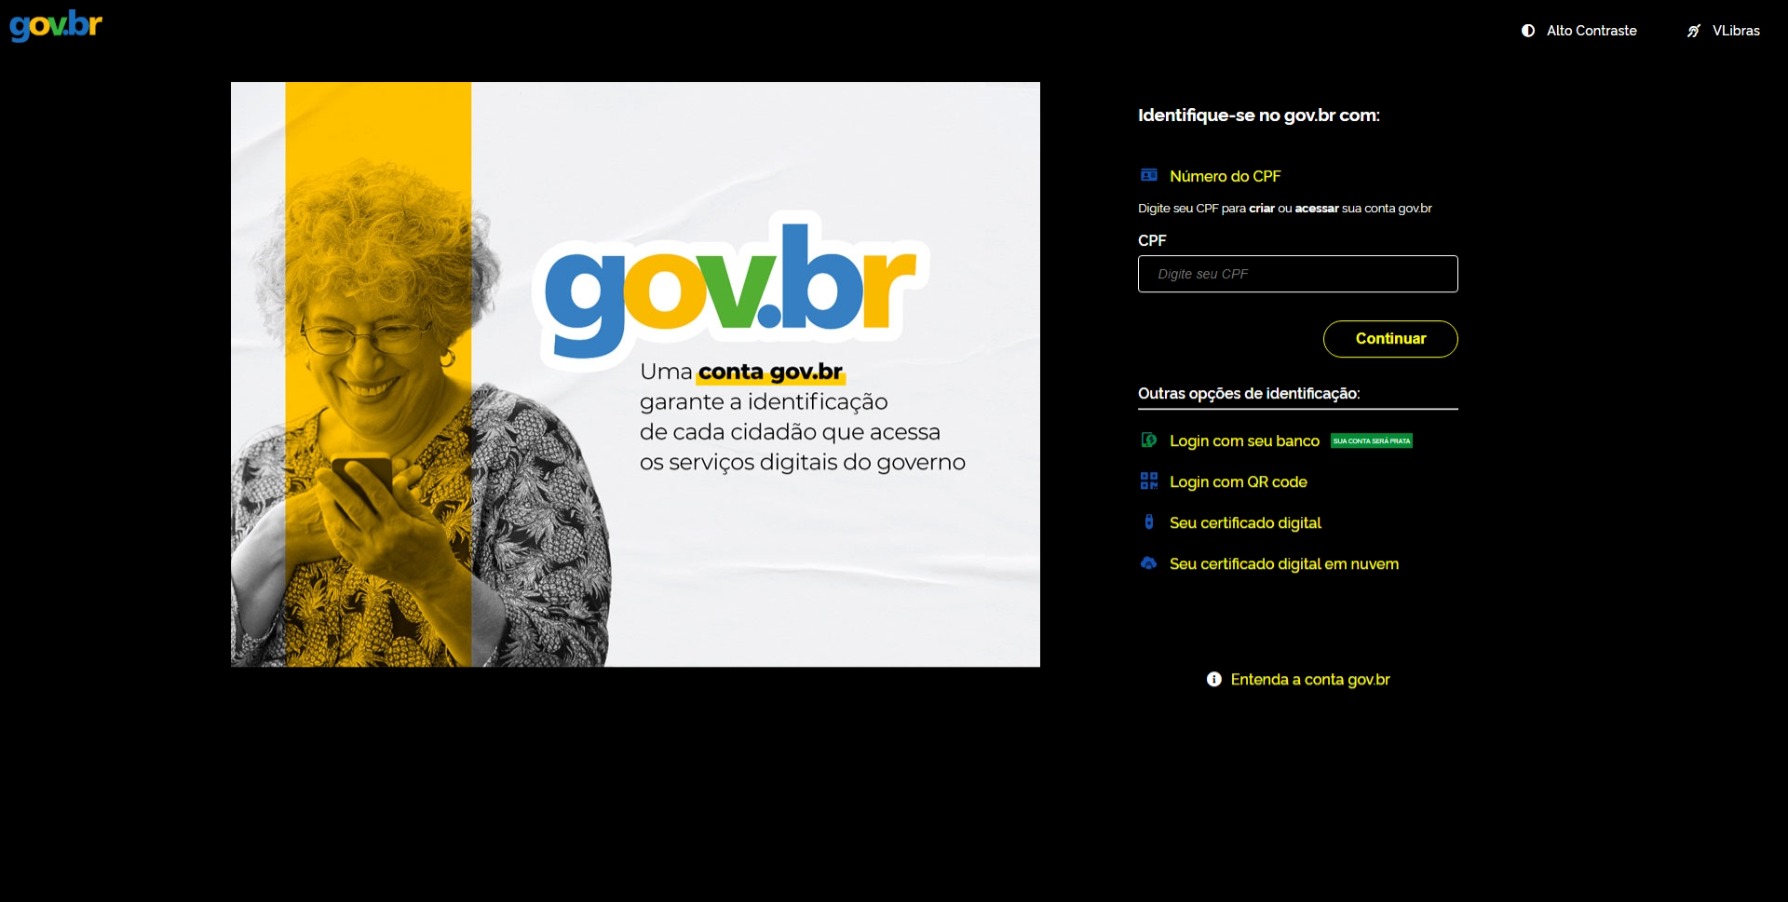 gov.br
Alto Contraste
VLibras
gov.br
Uma conta gov.br
garante a identificação
de cada cidadão que acessa
os serviços digitais do governo
Identifique-se no gov.br com:
Número do CPF
Digite seu CPF para criar ou acessar sua conta gov.br
CPF
Digite seu CPF
Continuar
Outras opções de identificação:
Login com seu banco SUA CONTA SERÁ PRATA
Login com QR code
Seu certificado digital
Seu certificado digital em nuvem
Entenda a conta gov.br